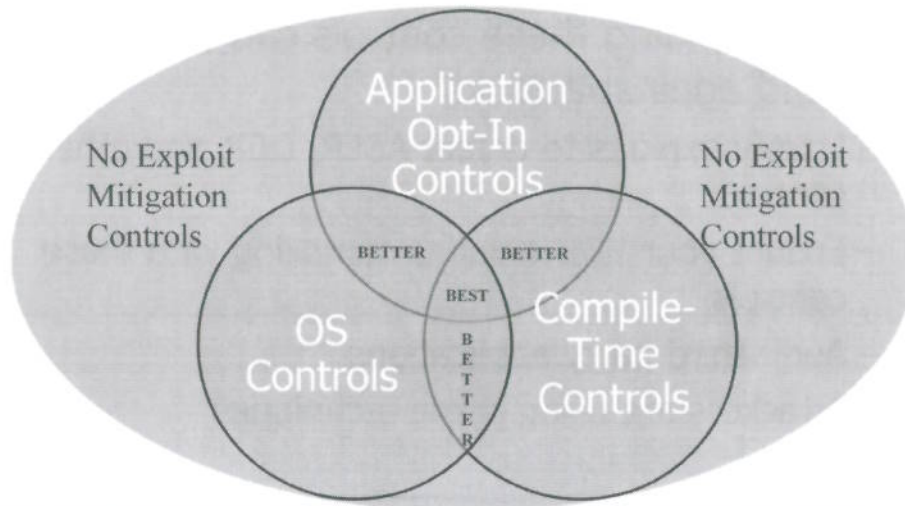 Application
Opt-In
Controls
No Exploit
Mitigation
Controls
No Exploit
Mitigation
Controls
BETTER
BETTER
BEST
OS
Controls
BETTER
Compile-
Time
Controls